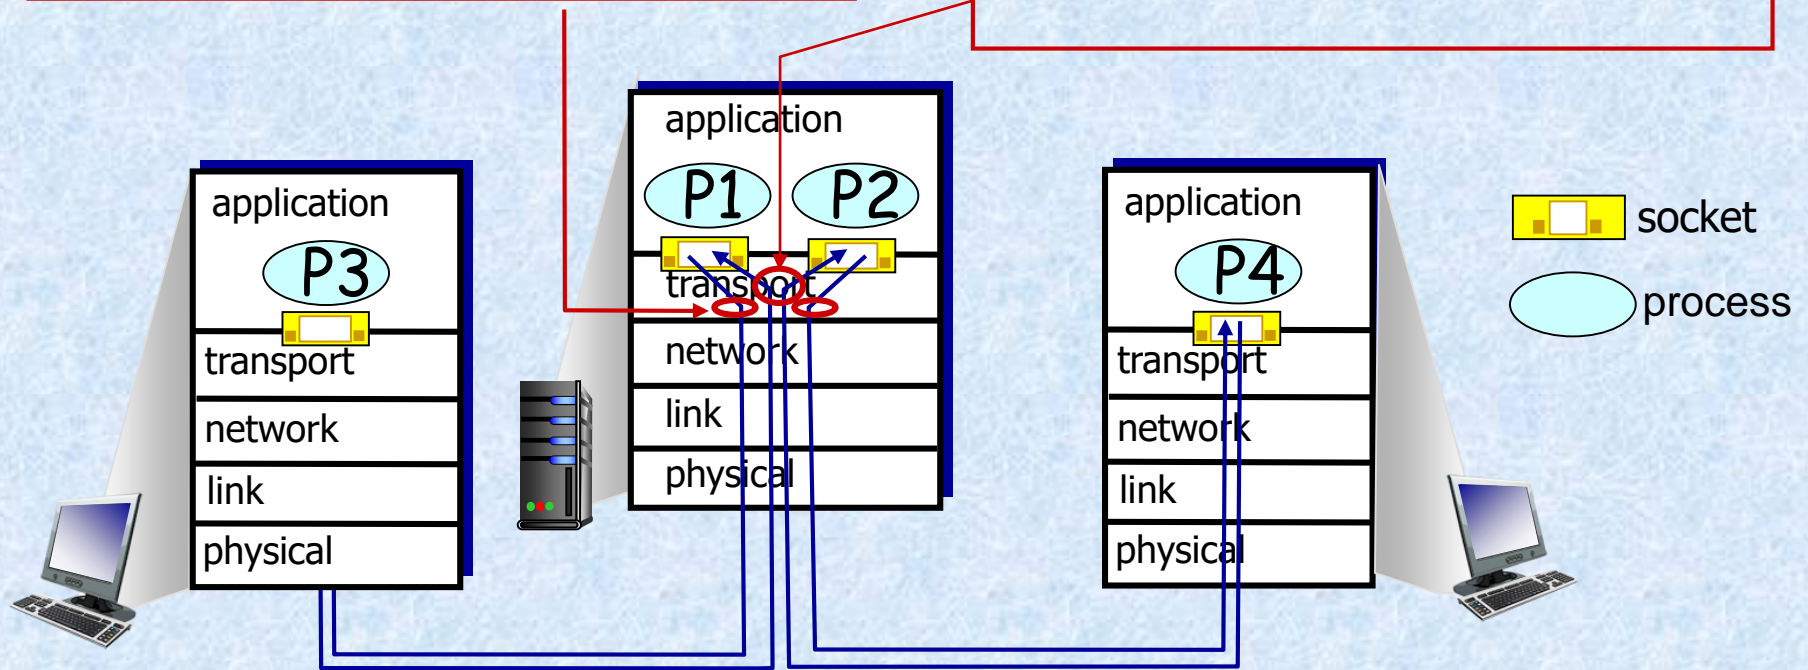 application
P1 P2
transport
network
link
physical
application
P3
transport
network
link
physical
application
P4
transport
network
link
physical
socket
process